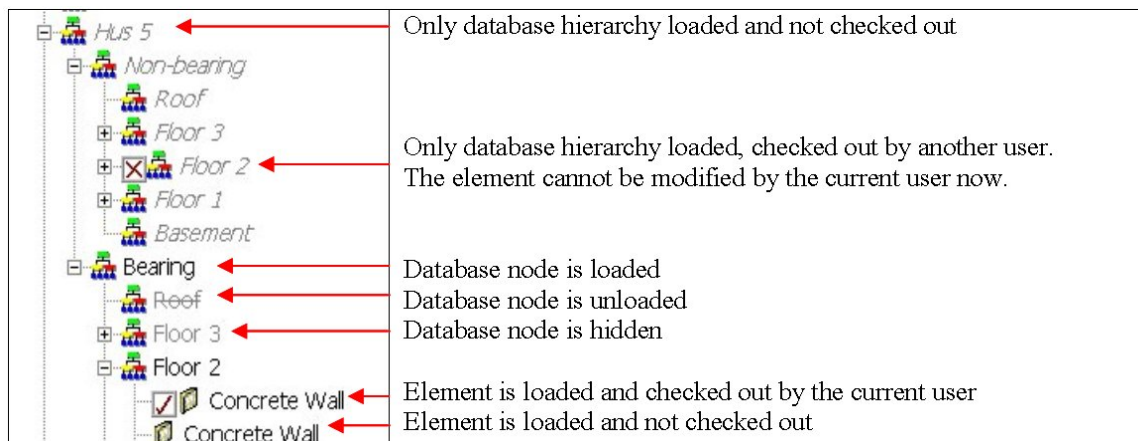 Hus 5 Only database hierarchy loaded and not checked out
Non-bearing
Roof
Floor 3
Only database hierarchy loaded, checked out by another user.
Floor 2 The element cannot be modified by the current user now.
Floor 1
Basement
Bearing Database node is loaded
Roof Database node is unloaded
Floor 3 Database node is hidden
Floor 2
Concrete Wall Element is loaded and checked out by the current user
Concrete Wall Element is loaded and not checked out